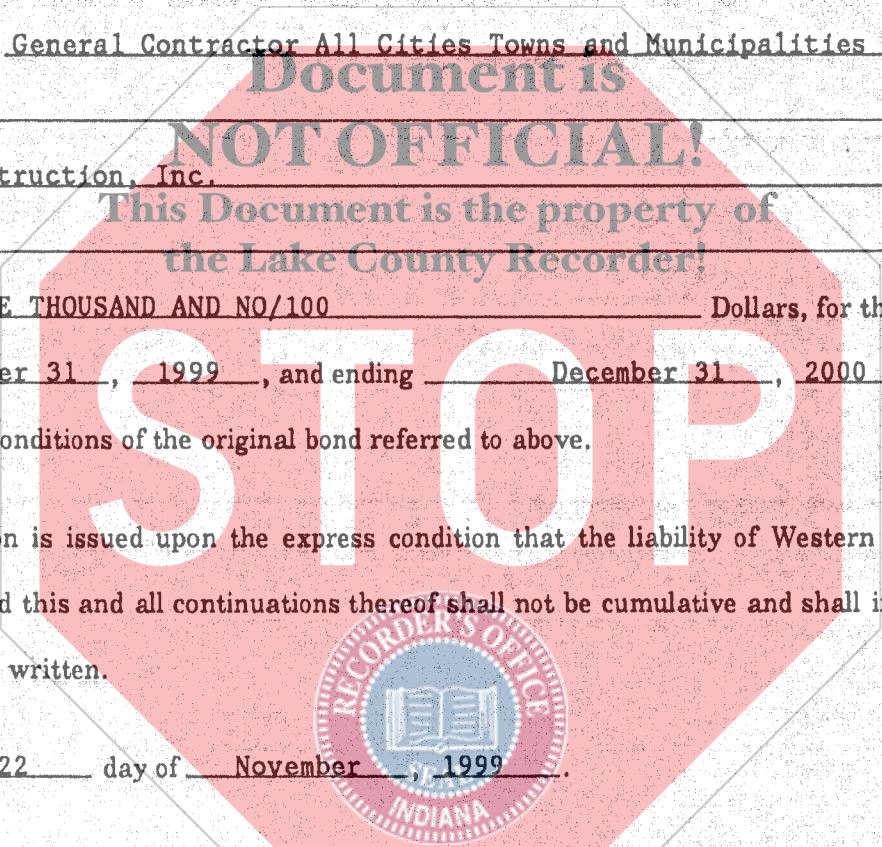 General Contractor All Cities Towns and Municipalities
Document is
NOT OFFICIAL!
truction, Inc.
This Document is the property of
the Lake County Recorder!
E THOUSAND AND NO/100 Dollars, for th
er 31 , 1999 , and ending December 31 , 2000
onditions of the original bond referred to above.
STOP
n is issued upon the express condition that the liability of Western
d this and all continuations thereof shall not be cumulative and shall i
written.
RECORDER'S OFFICE
22 day of November , 1999 .
SEAL
INDIANA